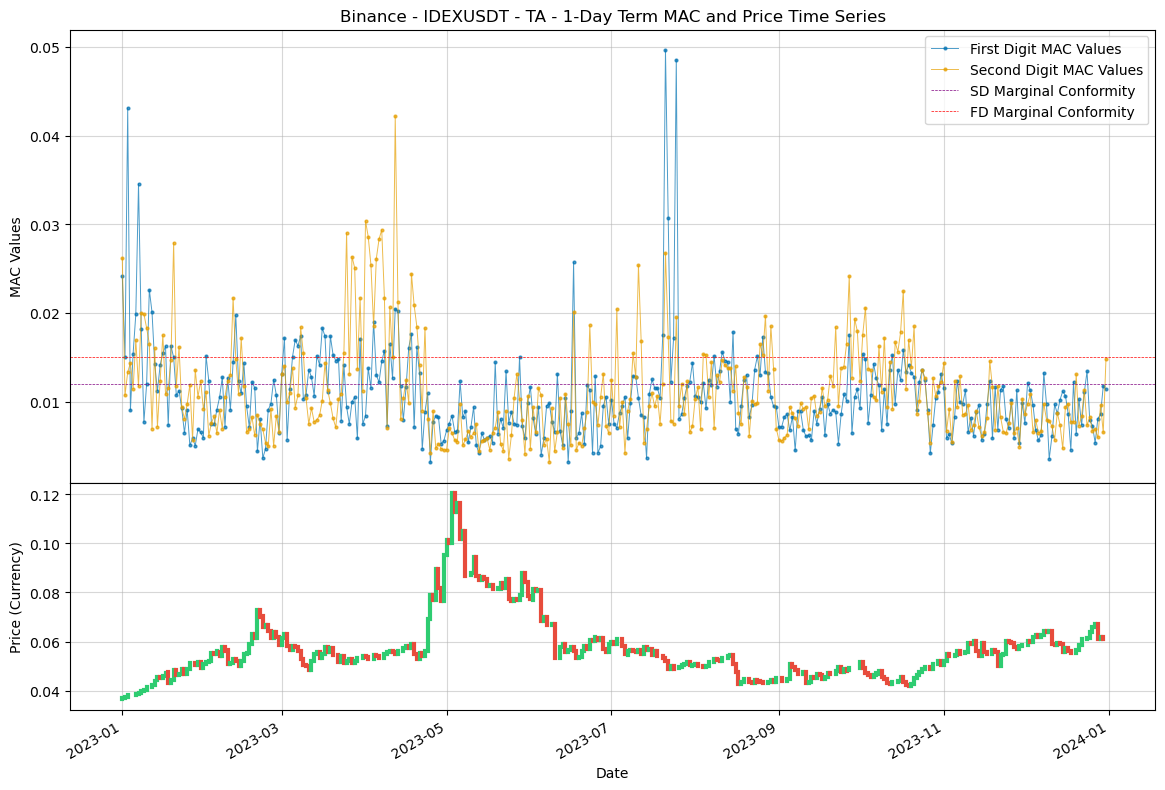 Binance - IDEXUSDT - TA - 1-Day Term MAC and Price Time Series
First Digit MAC Values
Second Digit MAC Values
SD Marginal Conformity
FD Marginal Conformity
MAC Values
0.05
0.04
0.03
0.02
0.01
Price (Currency)
0.12
0.10
0.08
0.06
0.04
2023-01
2023-03
2023-05
2023-07
2023-09
2023-11
2024-01
Date